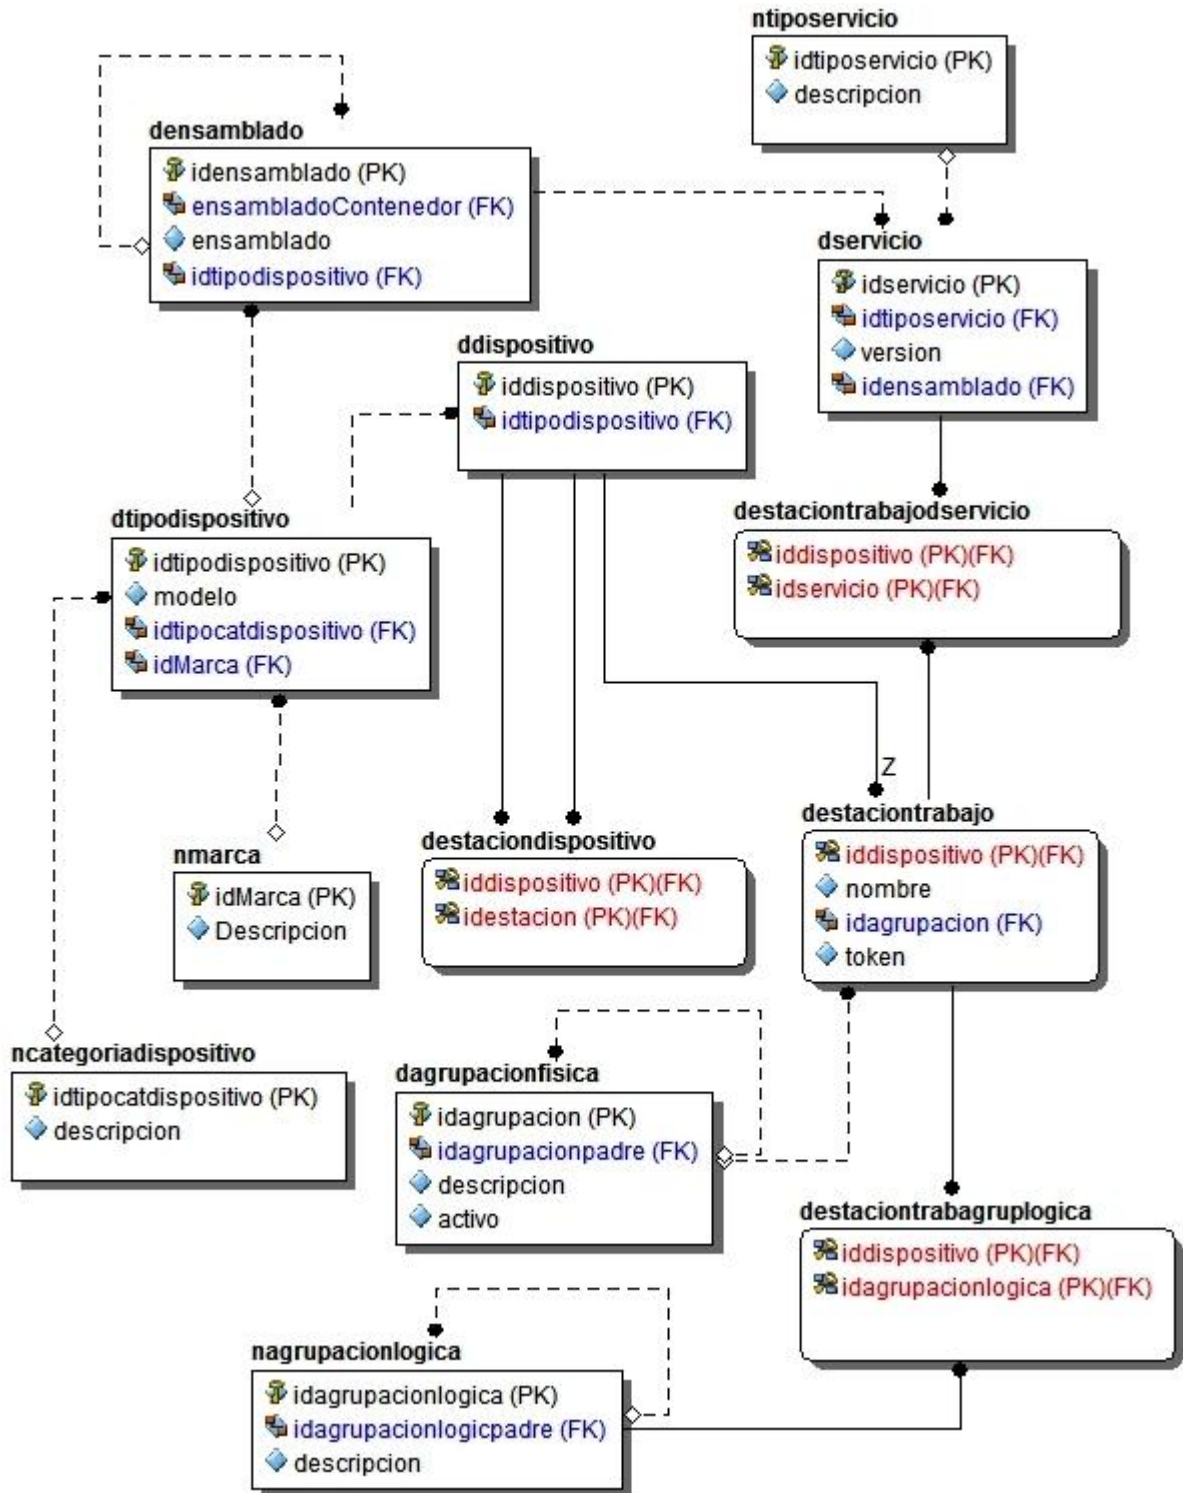 ntiposervicio
idtiposervicio (PK)
descripcion
densamblado
idensamblado (PK)
ensambladoContenedor (FK)
ensamblado
idtipodispositivo (FK)
dservicio
idservicio (PK)
idtiposervicio (FK)
version
idensamblado (FK)
ddispositivo
iddispositivo (PK)
idtipodispositivo (FK)
destaciontrabajodservicio
iddispositivo (PK)(FK)
idservicio (PK)(FK)
dtipodispositivo
idtipodispositivo (PK)
modelo
idtipocatdispositivo (FK)
idMarca (FK)
Z
destaciontrabajo
iddispositivo (PK)(FK)
nombre
idagrupacion (FK)
token
destaciondispositivo
iddispositivo (PK)(FK)
idestacion (PK)(FK)
nmarca
idMarca (PK)
Descripcion
ncategoriadispositivo
idtipocatdispositivo (PK)
descripcion
dagrupacionfisica
idagrupacion (PK)
idagrupacionpadre (FK)
descripcion
activo
destaciontrabagruplogica
iddispositivo (PK)(FK)
idagrupacionlogica (PK)(FK)
nagrupacionlogica
idagrupacionlogica (PK)
idagrupacionlogicpadre (FK)
descripcion